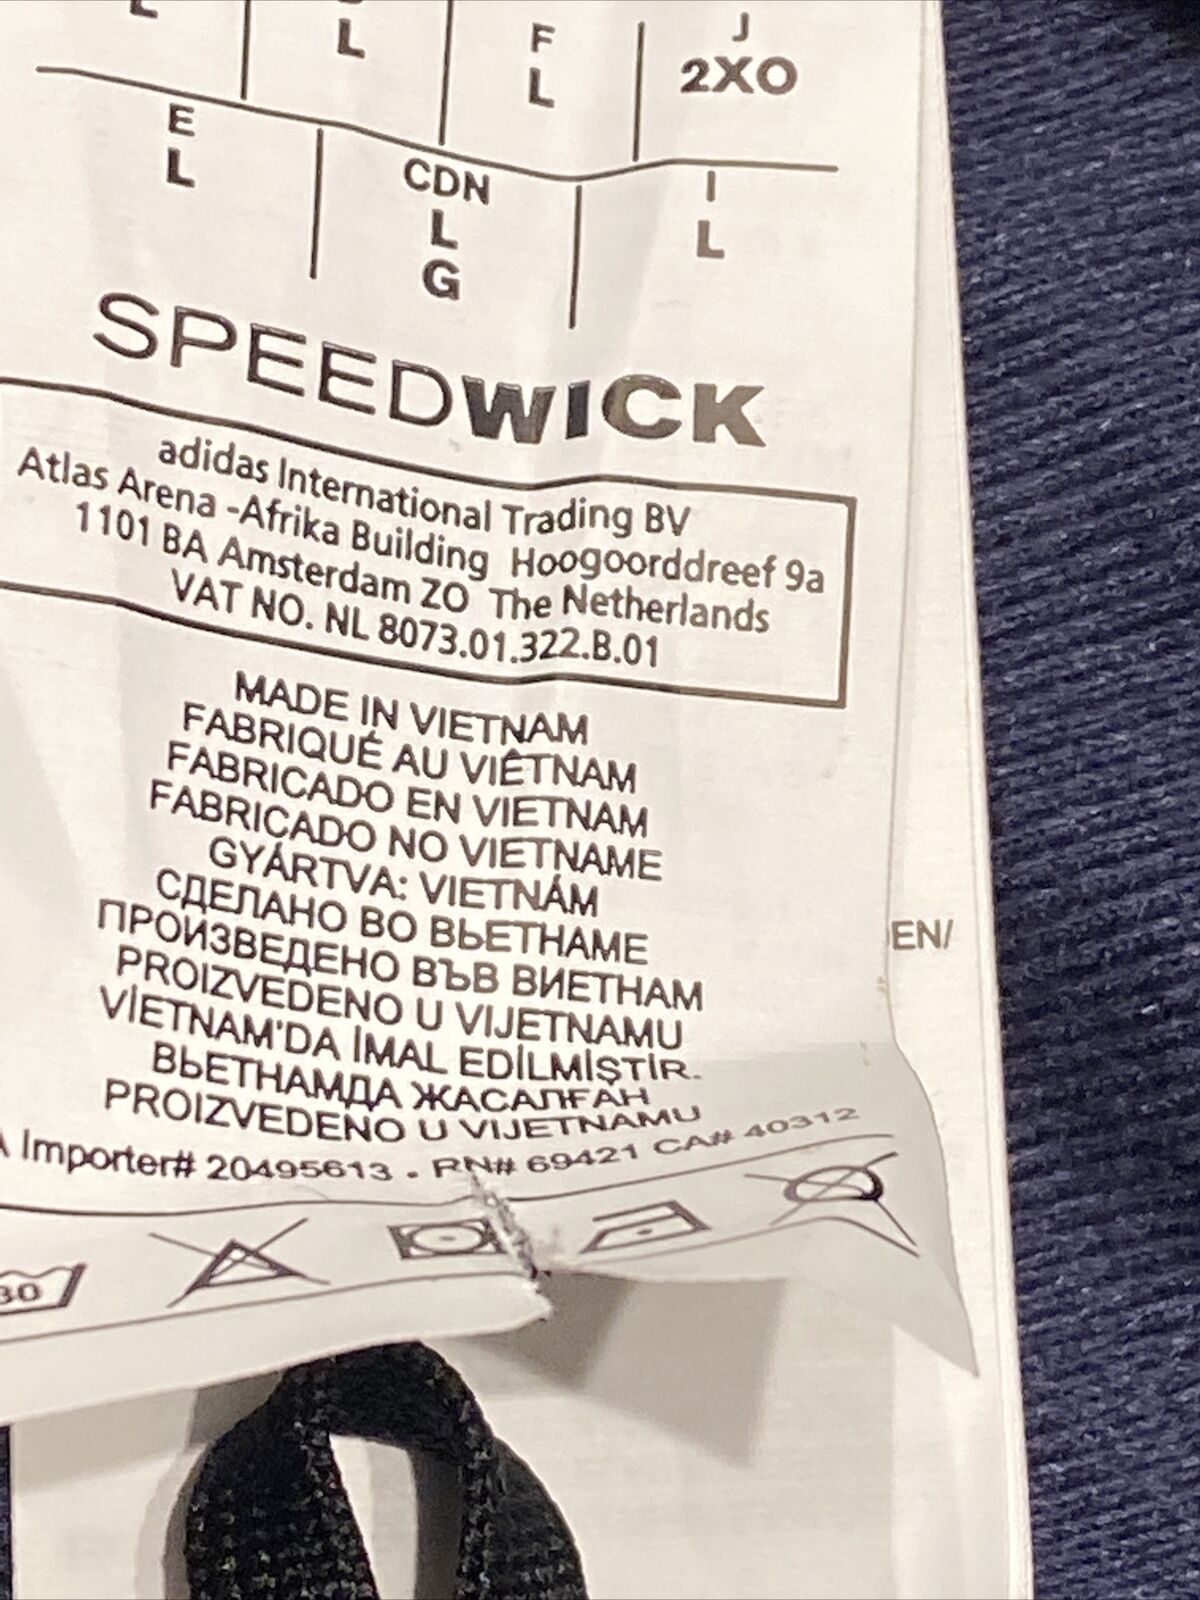 L
F
L
J
2XO
E
L
CDN
L
G
I
L
SPEEDWICK
adidas International Trading BV
Atlas Arena -Afrika Building Hoogoorddreef 9a
1101 BA Amsterdam ZO The Netherlands
VAT NO. NL 8073.01.322.B.01
MADE IN VIETNAM
FABRIQUÉ AU VIÊTNAM
FABRICADO EN VIETNAM
FABRICADO NO VIETNAME
GYÁRTVA: VIETNÁM
СДЕЛАНО ВО ВЬЕТНАМЕ
ПРОИЗВЕДЕНО ВЪВ ВИЕТНАМ
PROIZVEDENO U VIJETNAMU
VİETNAM'DA İMAL EDİLMİŞTİR.
ВЬЕТНАМДА ЖАСАЛҒАН
PROIZVEDENO U VIJETNAMU
Importer# 20495613 - RN# 69421 CA# 40312
30
EN/